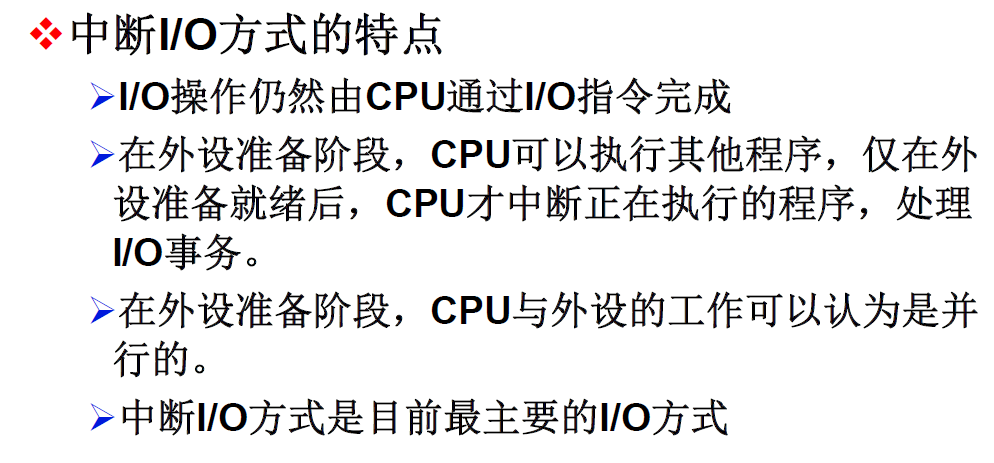 中断I/O方式的特点
I/O操作仍然由CPU通过I/O指令完成
在外设准备阶段，CPU可以执行其他程序，仅在外
设准备就绪后，CPU才中断正在执行的程序，处理
I/O事务。
在外设准备阶段，CPU与外设的工作可以认为是并
行的。
中断I/O方式是目前最主要的I/O方式